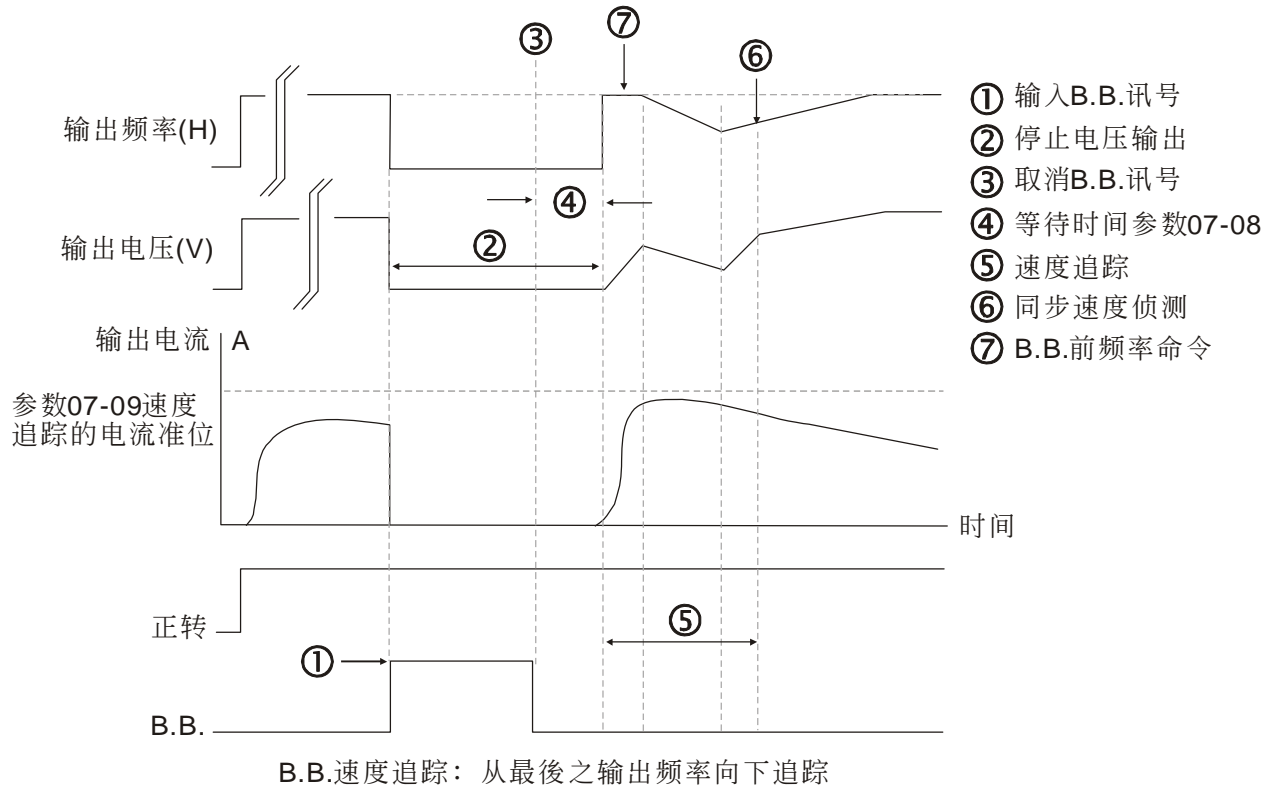 ⑦
③
⑥
输出频率(H)
④
输出电压(V)
②
① 输入B.B.讯号
② 停止电压输出
③ 取消B.B.讯号
④ 等待时间参数07-08
⑤ 速度追踪
⑥ 同步速度侦测
⑦ B.B.前频率命令
输出电流 A
参数07-09速度
追踪的电流准位
时间
正转
⑤
①
B.B.
B.B.速度追踪：从最後之输出频率向下追踪